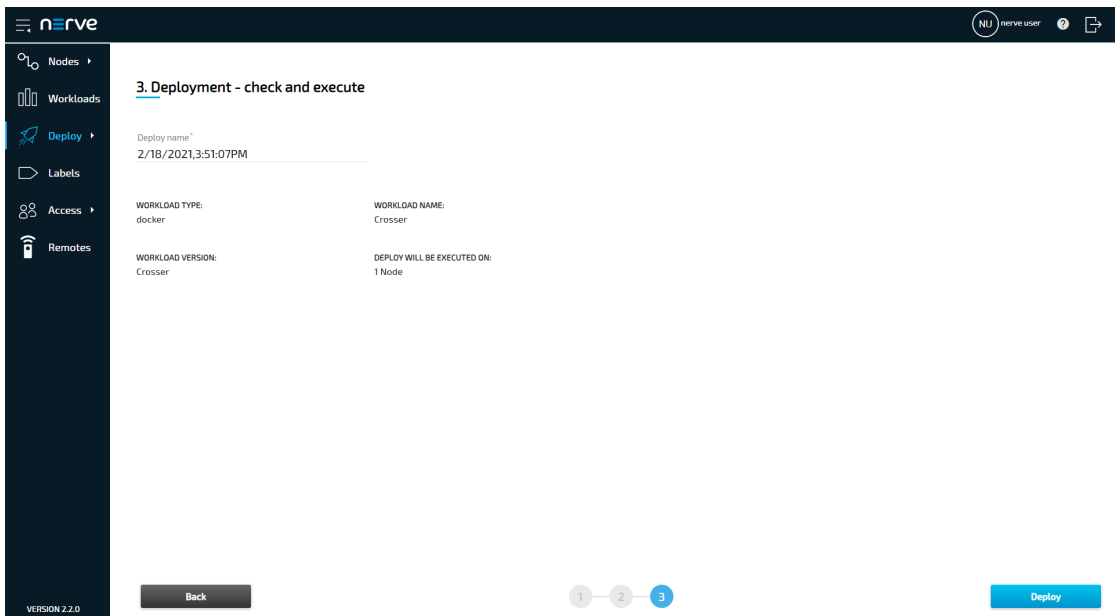 nerve
NU nerve user ?
Nodes
Workloads
Deploy
Labels
Access
Remotes
VERSION 2.2.0
3. Deployment - check and execute
Deploy name*
2/18/2021,3:51:07PM
WORKLOAD TYPE:
docker
WORKLOAD NAME:
Crosser
WORKLOAD VERSION:
Crosser
DEPLOY WILL BE EXECUTED ON:
1 Node
Back
1 2 3
Deploy